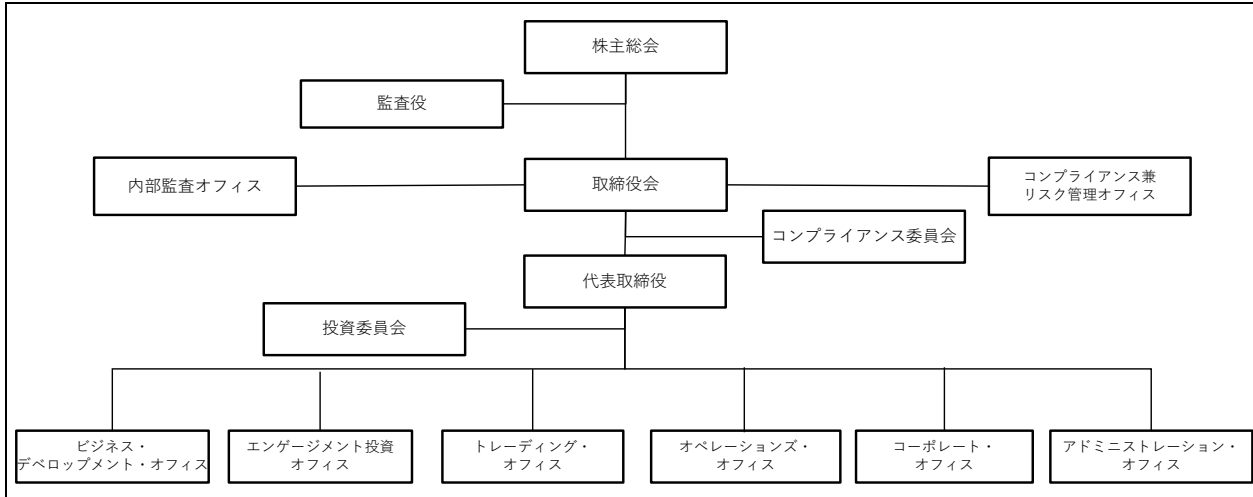 株主総会
監査役
内部監査オフィス
取締役会
コンプライアンス兼
リスク管理オフィス
コンプライアンス委員会
代表取締役
投資委員会
ビジネス・
デベロップメント・オフィス
エンゲージメント投資
オフィス
トレーディング・
オフィス
オペレーションズ・
オフィス
コーポレート・
オフィス
アドミニストレーション・
オフィス